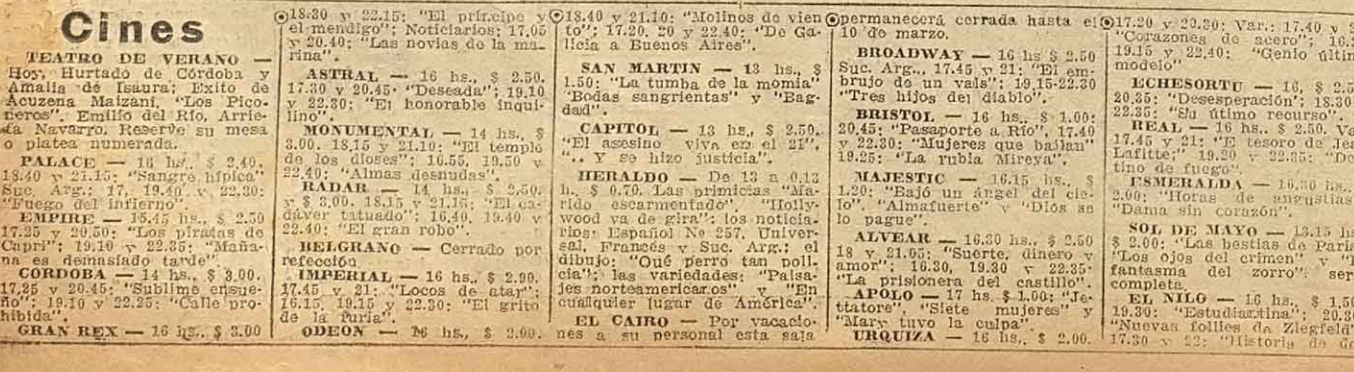 Cines
TEATRO DE VERANO —
Hoy, Hurtado de Córdoba y
Amalia de Isaura; Exito de
Acuzena Maizani, "Los Pico-
neros". Emilio del Río, Arrie-
ta Navarro. Reserve su mesa
o platea numerada.
PALACE — 16 hs., $ 2.40.
18.40 y 21.15: "Sangre hípica"
Suc. Arg.; 17, 19.40 y 22.30:
"Fuego del infierno".
EMPIRE — 15.45 hs., $ 2.50
17.25 y 20.50: "Los piratas de
Capri"; 19.10 y 22.35: "Maña-
na es demasiado tarde".
CORDOBA — 14 hs., $ 3.00.
17.25 y 20.45: "Sublime ensue-
ño"; 19.10 y 22.25: "Calle pro-
hibida".
GRAN REX — 16 hs., $ 3.00
18.30 y 22.15: "El príncipe y
el mendigo"; Noticiarios; 17.05
y 20.40: "Las novias de la ma-
rina".
ASTRAL — 16 hs., $ 2.50.
17.30 y 20.45- "Deseada"; 19.10
y 22.30: "El honorable inqui-
lino".
MONUMENTAL — 14 hs., $
3.00. 18.15 y 21.10: "El templo
de los dioses"; 16.55, 19.50 y
22.40: "Almas desnudas".
RADAR — 14 hs., $ 2.50.
y $ 3.00. 18.15 y 21.15: "El ca-
dáver tatuado"; 16.40, 19.40 y
22.40: "El gran robo".
BELGRANO — Cerrado por
refección.
IMPERIAL — 16 hs., $ 2.90.
17.45 y 21: "Locos de atar";
16.15, 19.15 y 22.30: "El grito
de la furia".
ODEON — 16 hs., $ 2.00.
18.40 y 21.10: "Molinos de vien
to"; 17.20, 20 y 22.40: "De Ga-
licia a Buenos Aires".
SAN MARTIN — 13 hs., $
1.50: "La tumba de la momia"
"Bodas sangrientas" y "Bag-
dad".
CAPITOL — 13 hs., $ 2.50.
"El asesino vive en el 21",
".. Y se hizo justicia".
HERALDO — De 13 a 0.13
h., $ 0.70. Las primicias "Ma-
rido escarmentado". "Holly-
wood va de gira"; los noticia-
rios: Español Nº 257, Univer-
sal, Francés y Suc. Arg.; el
dibujo: "Qué perro tan poli-
cía"; las variedades: "Paisa-
jes norteamericanos" y "En
cualquier lugar de América".
EL CAIRO — Por vacacio-
nes a su personal esta sala
permanecerá cerrada hasta el
10 de marzo.
BROADWAY — 16 hs $ 2.50
Suc. Arg., 17.45 y 21: "El em-
brujo de un vals"; 19.15-22.30
"Tres hijos del diablo".
BRISTOL — 16 hs., $ 1.00:
20.45: "Pasaporte a Río", 17.40
y 22.30: "Mujeres que bailan"
19.25: "La rubia Mireya".
MAJESTIC — 16.15 hs., $
1.20: "Bajó un ángel del cie-
lo". "Almafuerte" y "Dios se
lo pague".
ALVEAR — 16.30 hs., $ 2.50
18 y 21.05: "Suerte, dinero y
amor"; 16.30, 19.30 y 22.35-
"La prisionera del castillo".
APOLO — 17 hs. $ 1.00: "Je-
ttatore", "Siete mujeres" y
"Mary tuvo la culpa".
URQUIZA — 16 hs., $ 2.00.
17.20 y 20.30; Var.: 17.40 y
"Corazones de acero"; 16.
19.15 y 22.40: "Genio últim
modelo"
ECHESORTU — 16, $ 2.5
20.35: "Desesperación"; 18.30
22.35: "Su útimo recurso".
REAL — 16 hs., $ 2.50. Va
17.45 y 21: "El tesoro de Jea
Lafitte; 19.20 y 22.35: "De
tino de fuego".
ESMERALDA — 16.30 hs.,
2.00: "Horas de angustias
"Dama sin corazón".
SOL DE MAYO — 13.15 hs
$ 2.00: "Las bestias de París
"Los ojos del crimen" y
fantasma del zorro". ser
completa.
EL NILO — 16 hs., $ 1.50
19.30: "Estudiantina"; 20.30
"Nuevas follies de Ziegfeld"
17.30 y 22: "Historia de